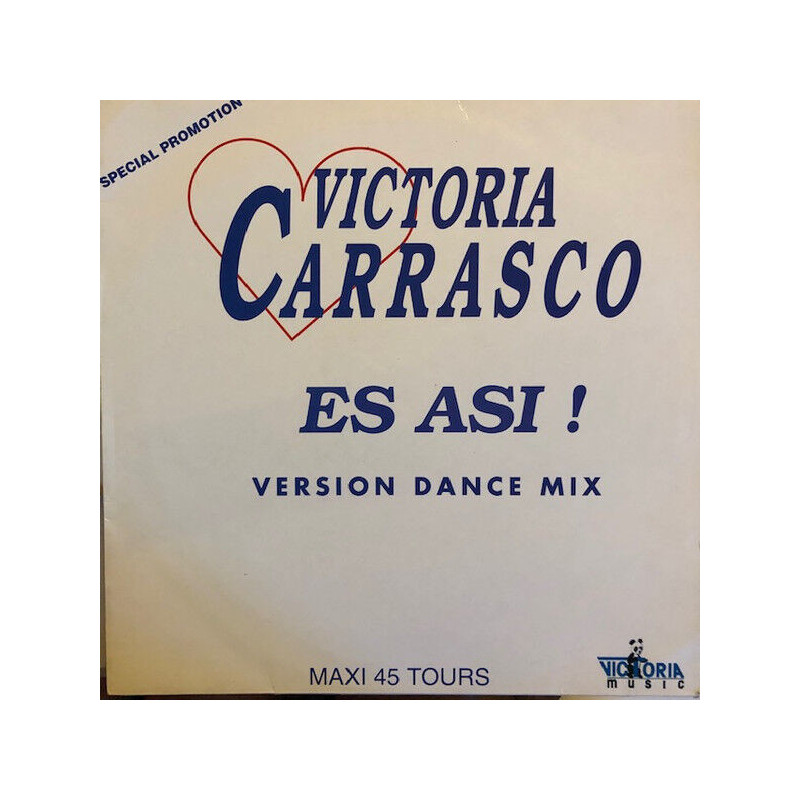 SPECIAL PROMOTION
VICTORIA
CARRASCO
ES ASI !
VERSION DANCE MIX
MAXI 45 TOURS
VICTORIA
music